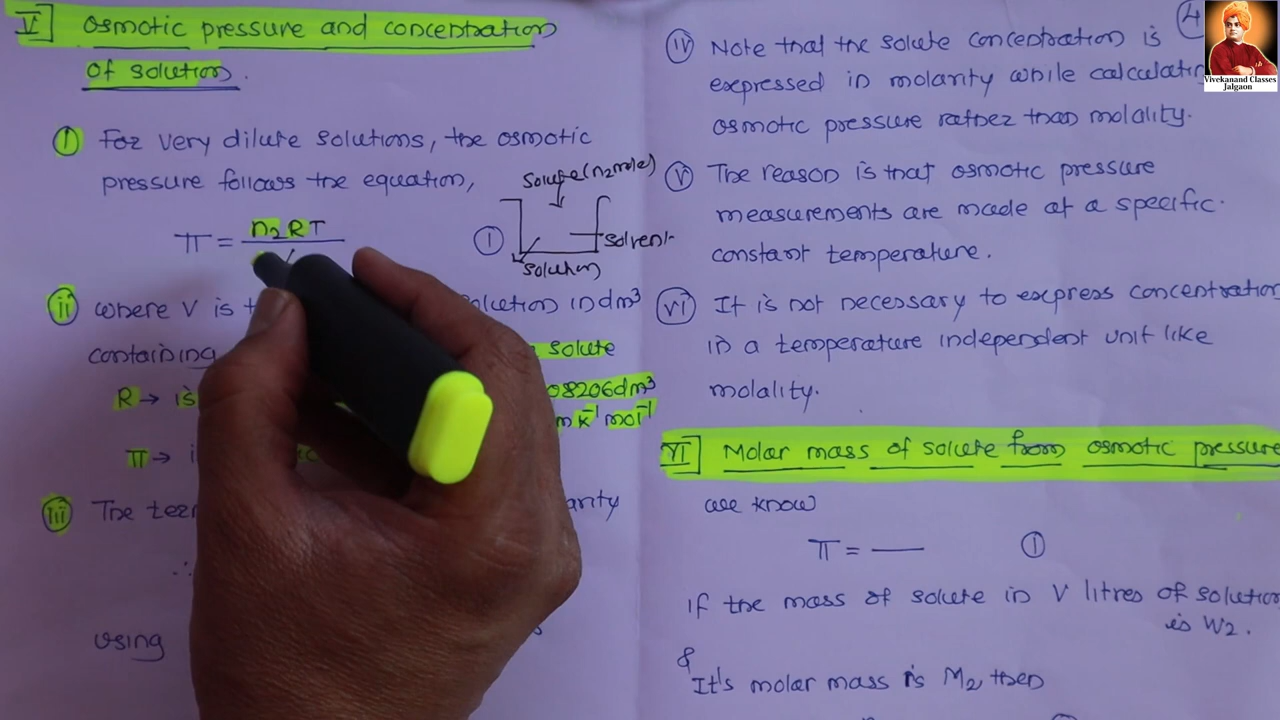 V] Osmotic pressure and concentration
of solution.
I For very dilute solutions, the osmotic
pressure follows the equation,
π = n2RT
Solute (n2 mole)
Solvent
Solution
①
ii where V is
solution in dm³
containing
solute
R → is
08206 dm³
K⁻¹ mol⁻¹
π →
iii The
arity
∴
using
4
Vivekanand Classes
Jalgaon
iv Note that the solute concentration is
expressed in molarity while
osmotic pressure rather than molality.
v The reason is that osmotic pressure
measurements are made at a specific
constant temperature.
vi It is not necessary to express concentration
in a temperature independent unit like
molality.
VI] Molar mass of solute from osmotic pressure
we know
π = — ①
If the mass of solute in V litres of solution
is W2.
&
It's molar mass is M2 then